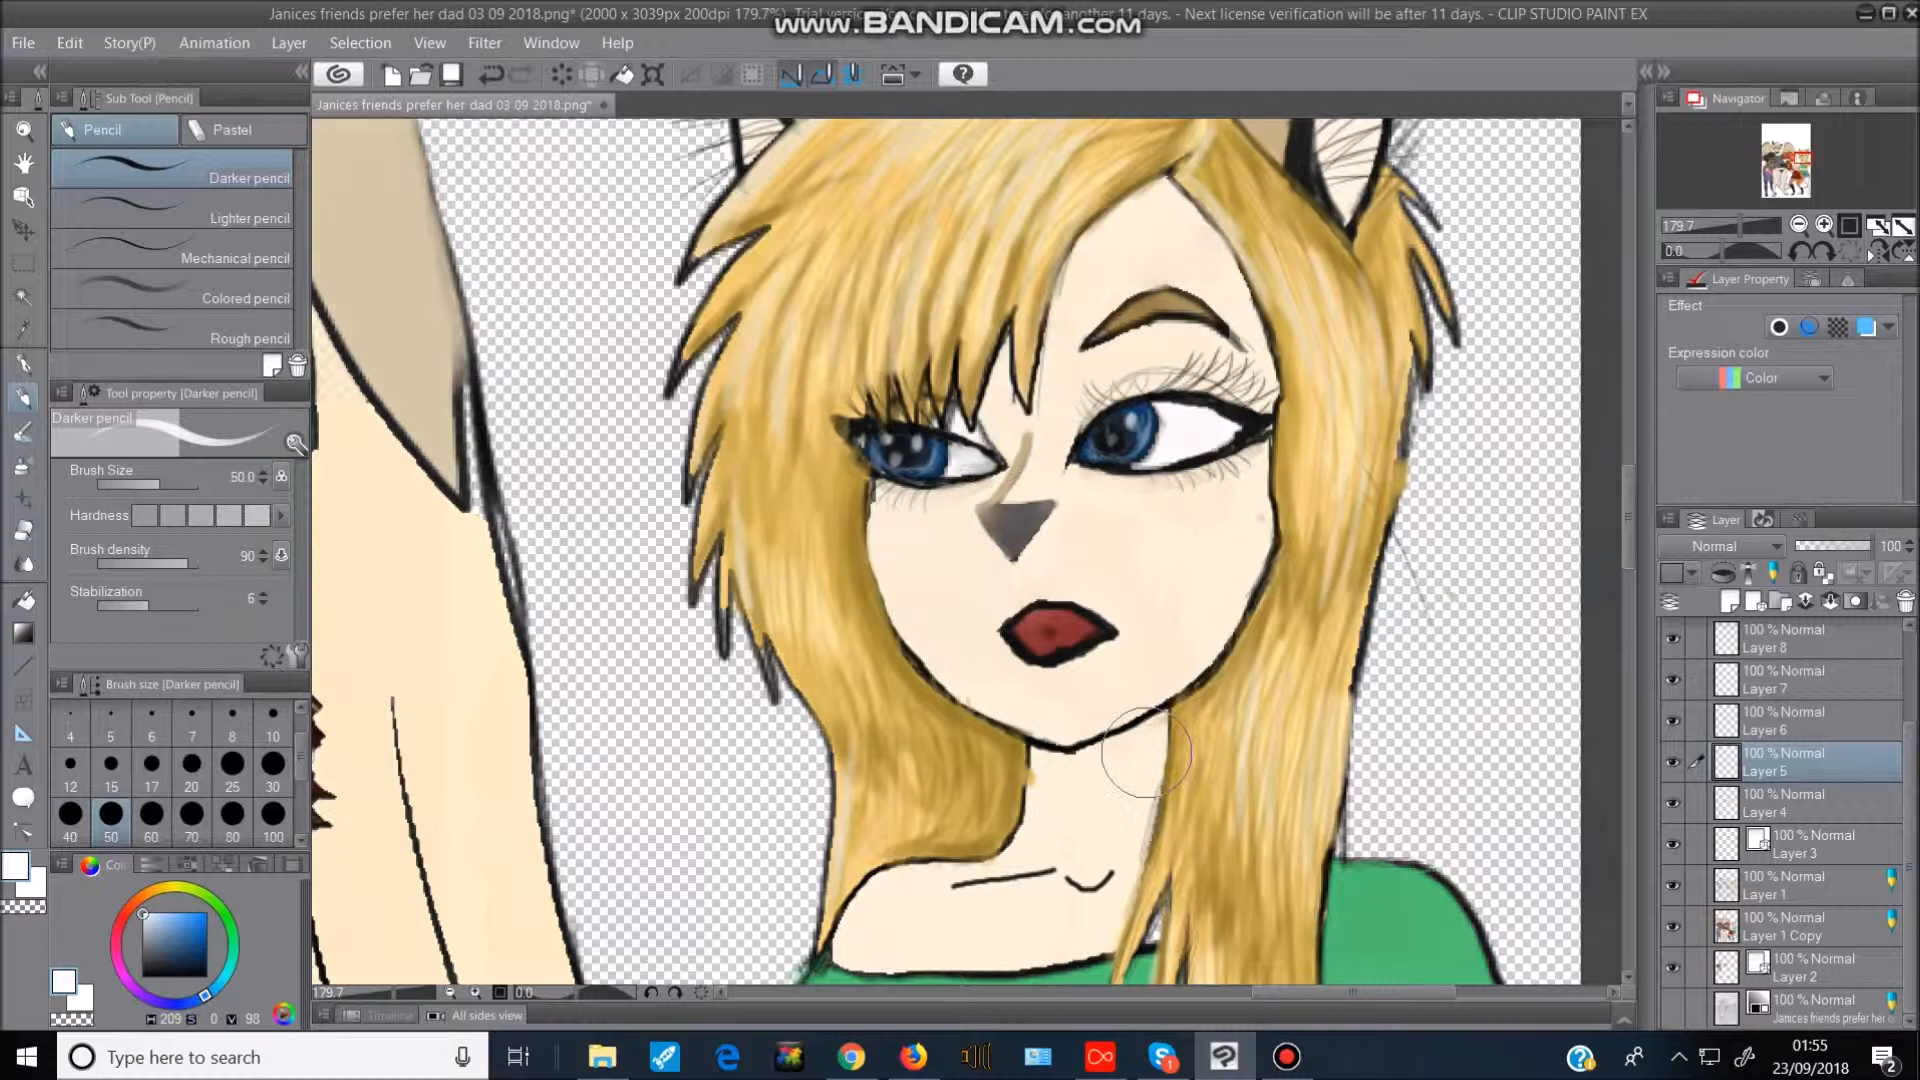 Janices friends prefer her dad 03 09 2018.png* (2000 x 3039px 200dpi 179.7%) Trial version
another 11 days. - Next license verification will be after 11 days. - CLIP STUDIO PAINT EX
www.BANDICAM.com
File Edit Story(P) Animation Layer Selection View Filter Window Help
Sub Tool [Pencil]
Janices friends prefer her dad 03 09 2018.png*
Navigator
Pencil Pastel
Darker pencil
Lighter pencil
Mechanical pencil
Colored pencil
Rough pencil
179.7
0.0
Layer Property
Effect
Expression color
Color
Tool property [Darker pencil]
Darker pencil
Brush Size 50.0
Hardness
Brush density 90
Stabilization 6
Brush size [Darker pencil]
4 5 6 7 8 10
12 15 17 20 25 30
40 50 60 70 80 100
Layer
Normal 100
100 % Normal
Layer 8
100 % Normal
Layer 7
100 % Normal
Layer 6
100 % Normal
Layer 5
100 % Normal
Layer 4
100 % Normal
Layer 3
100 % Normal
Layer 1
100 % Normal
Layer 1 Copy
100 % Normal
Layer 2
100 % Normal
Janices friends prefer her
H 209 S 0 V 98
179.7 0.0
Timeline All sides view
Type here to search
1
01:55
23/09/2018
2